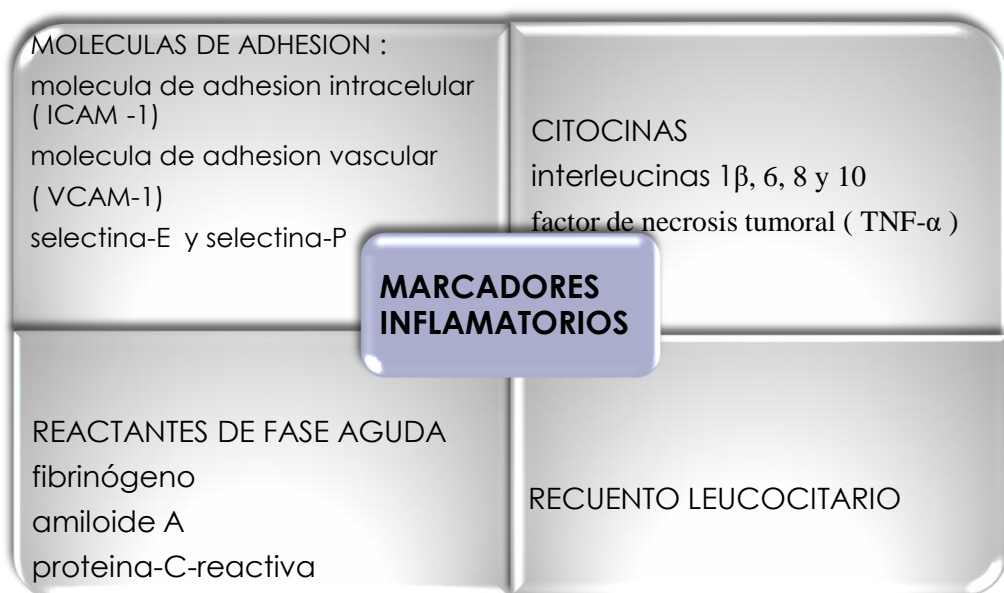 MOLECULAS DE ADHESION :
molecula de adhesion intracelular
( ICAM -1)
molecula de adhesion vascular
( VCAM-1)
selectina-E y selectina-P
CITOCINAS
interleucinas 1β, 6, 8 y 10
factor de necrosis tumoral ( TNF-α )
MARCADORES
INFLAMATORIOS
REACTANTES DE FASE AGUDA
fibrinógeno
amiloide A
proteina-C-reactiva
RECUENTO LEUCOCITARIO